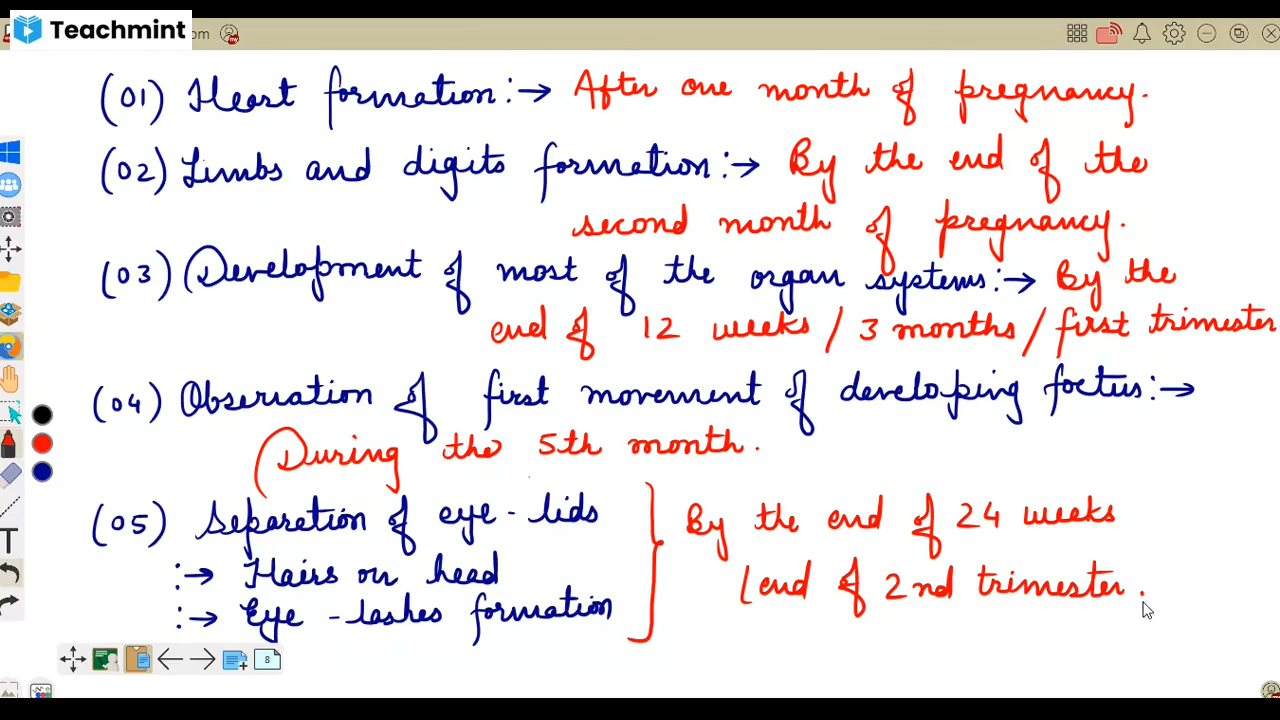 Teachmint
om
(01) Heart formation :→ After one month of pregnancy.
(02) Limbs and digits formation :→ By the end of the
second month of pregnancy.
(03) Development of most of the organ systems :→ By the
end of 12 weeks / 3 months / first trimester
(04) Observation of first movement of developing foetus :→
During the 5th month.
(05) Separation of eye-lids By the end of 24 weeks
:→ Hairs on head (end of 2nd trimester.
:→ Eye-lashes formation
T
8